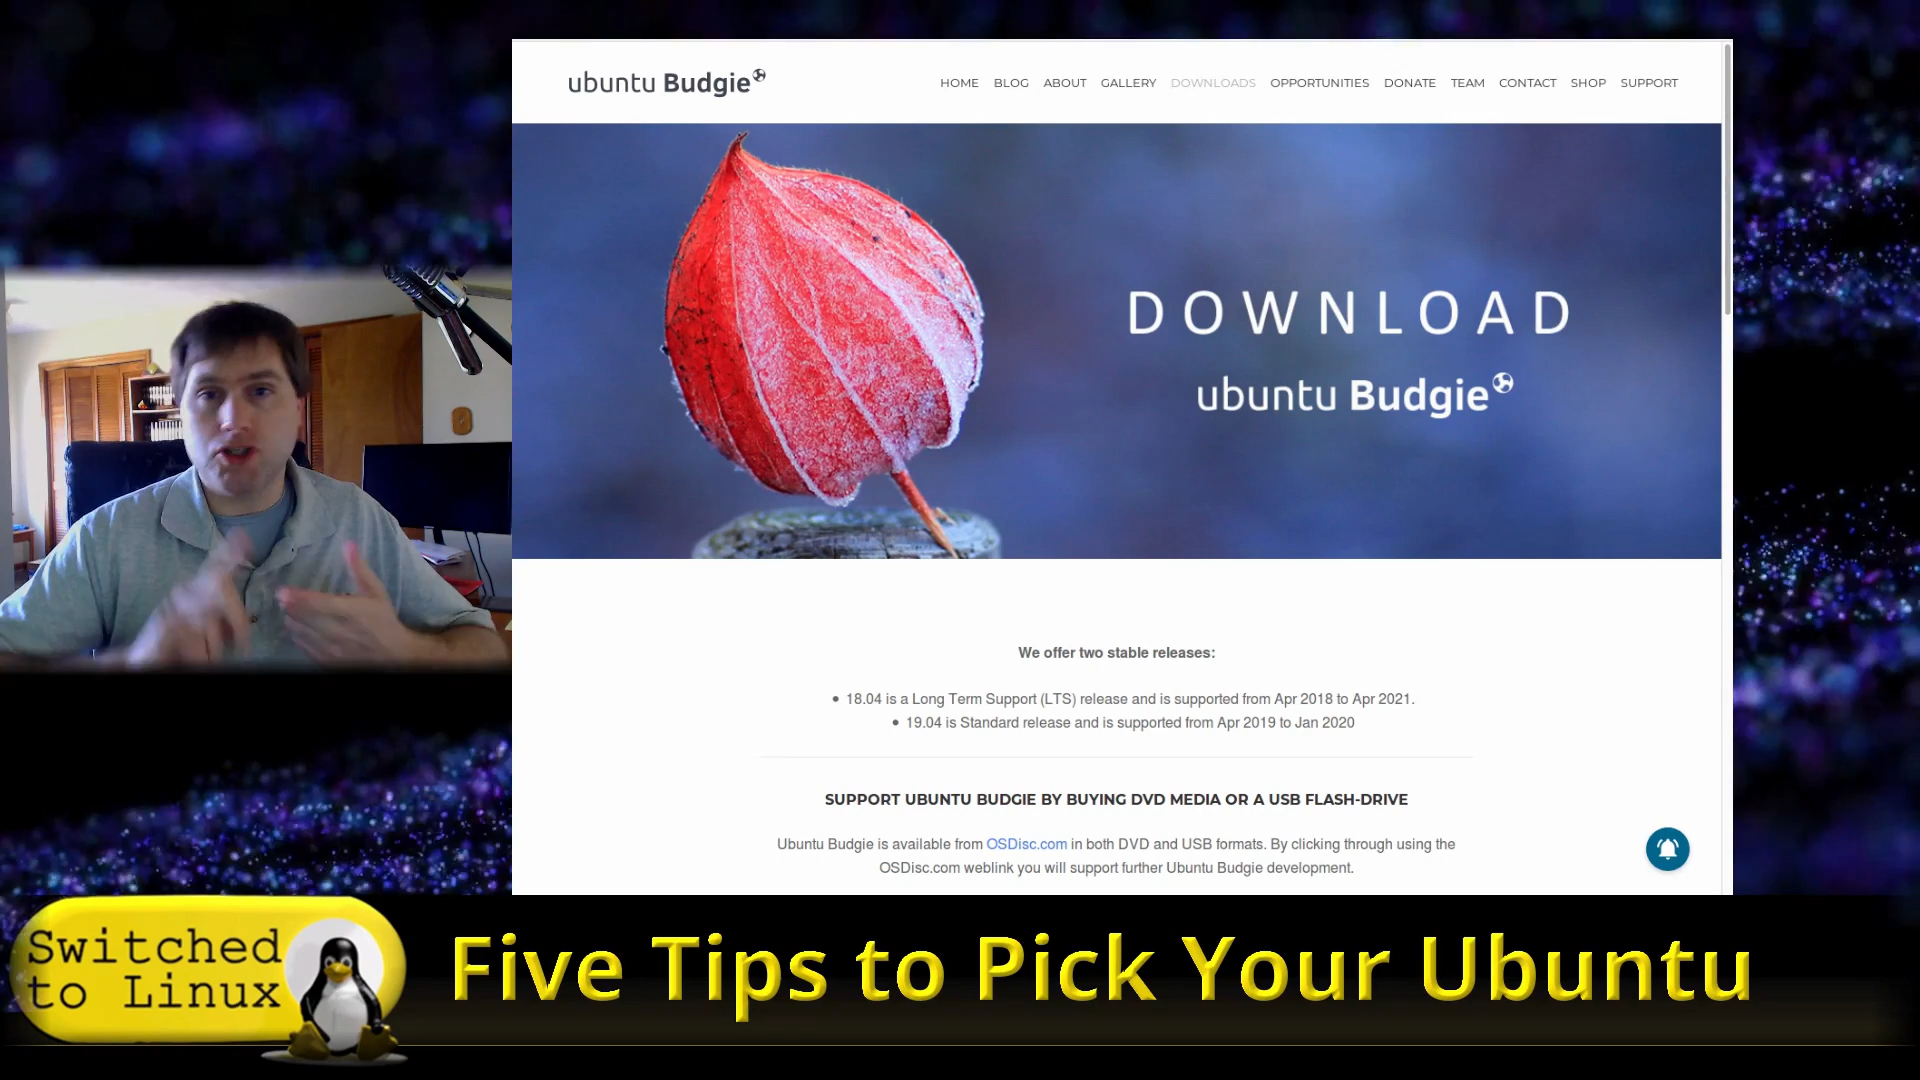 ubuntu Budgie
HOME BLOG ABOUT GALLERY DOWNLOADS OPPORTUNITIES DONATE TEAM CONTACT SHOP SUPPORT
DOWNLOAD
ubuntu Budgie
We offer two stable releases:
• 18.04 is a Long Term Support (LTS) release and is supported from Apr 2018 to Apr 2021.
• 19.04 is Standard release and is supported from Apr 2019 to Jan 2020
SUPPORT UBUNTU BUDGIE BY BUYING DVD MEDIA OR A USB FLASH-DRIVE
Ubuntu Budgie is available from OSDisc.com in both DVD and USB formats. By clicking through using the
OSDisc.com weblink you will support further Ubuntu Budgie development.
Switched
to Linux
Five Tips to Pick Your Ubuntu